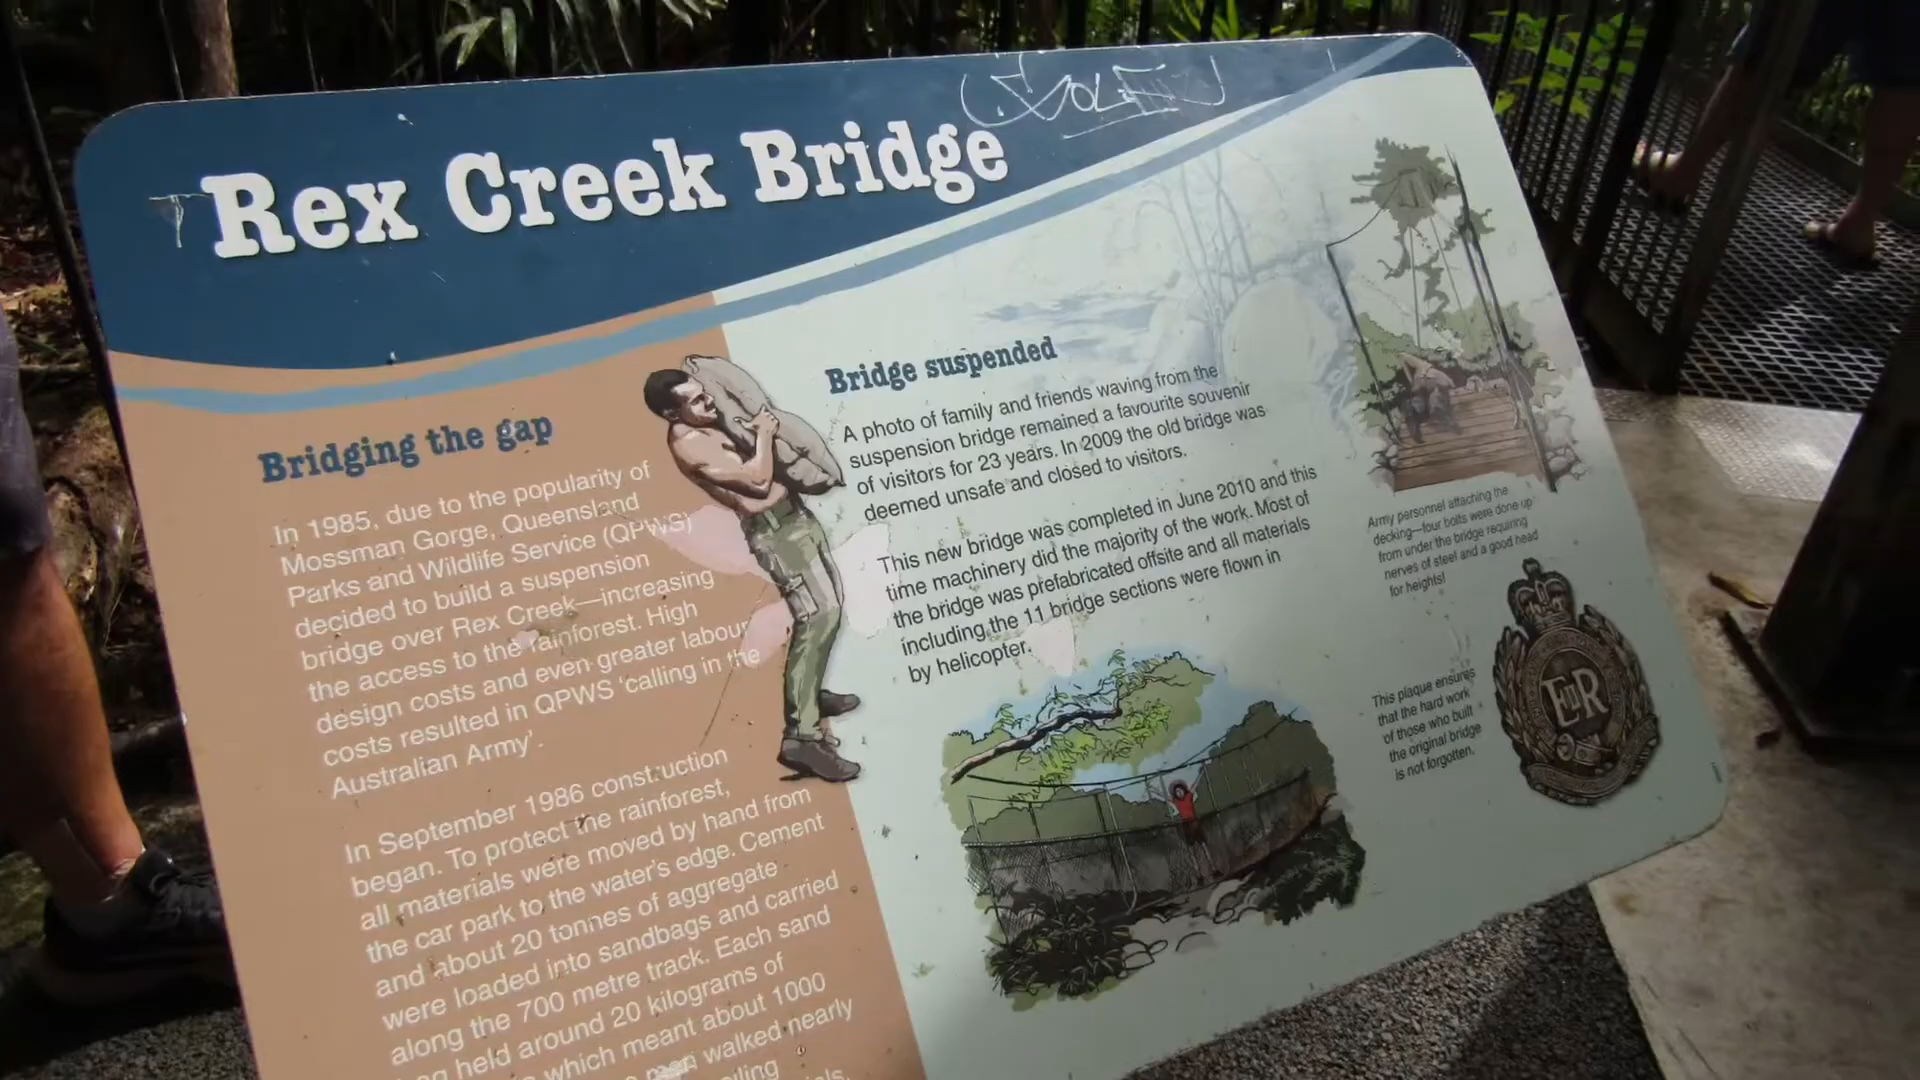 Rex Creek Bridge
Bridging the gap
In 1985, due to the popularity of
Mossman Gorge, Queensland
Parks and Wildlife Service (QPWS)
decided to build a suspension
bridge over Rex Creek—increasing
the access to the rainforest. High
design costs and even greater labour
costs resulted in QPWS 'calling in the
Australian Army'.
In September 1986 construction
began. To protect the rainforest,
all materials were moved by hand from
the car park to the water's edge. Cement
and about 20 tonnes of aggregate
were loaded into sandbags and carried
along the 700 metre track. Each sand
held around 20 kilograms of
which meant about 1000
men walked nearly
Bridge suspended
A photo of family and friends waving from the
suspension bridge remained a favourite souvenir
of visitors for 23 years. In 2009 the old bridge was
deemed unsafe and closed to visitors.
This new bridge was completed in June 2010 and this
time machinery did the majority of the work. Most of
the bridge was prefabricated offsite and all materials
including the 11 bridge sections were flown in
by helicopter.
Army personnel attaching the
decking—four bolts were done up
from under the bridge requiring
nerves of steel and a good head
for heights!
This plaque ensures
that the hard work
of those who built
the original bridge
is not forgotten.
EIIR